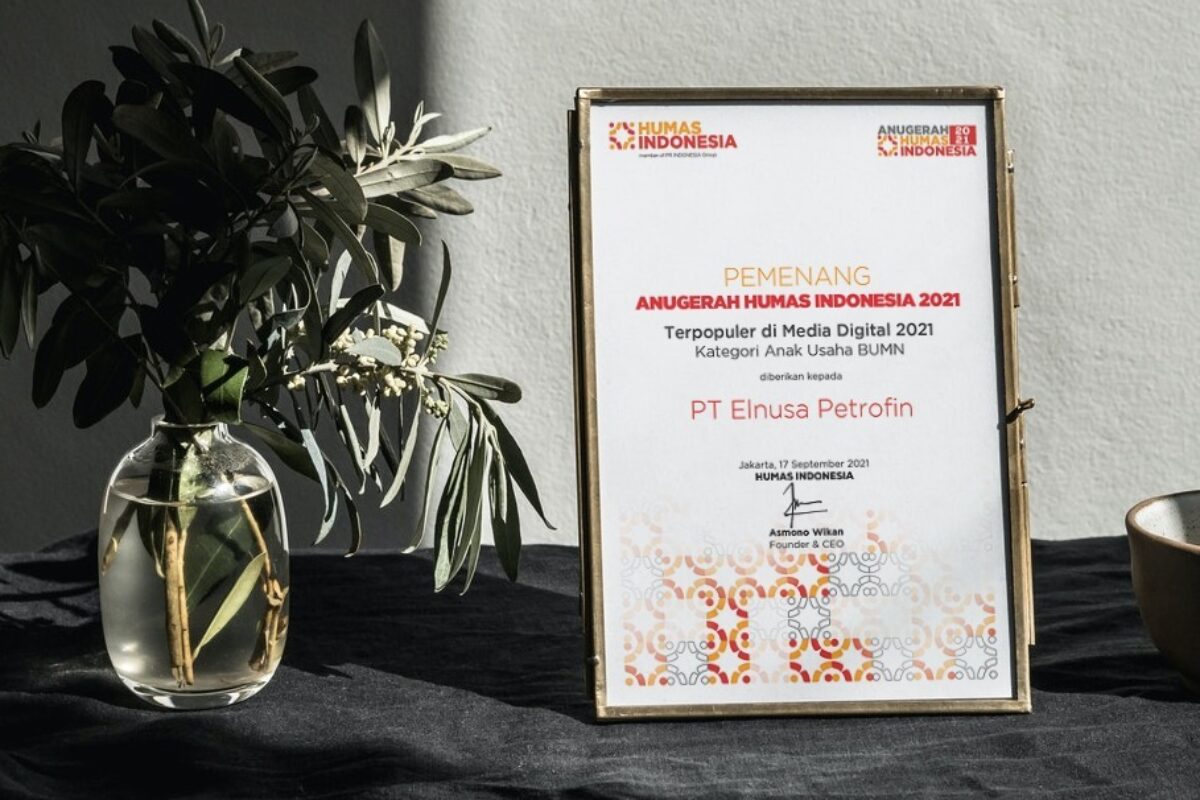 HUMAS
INDONESIA
member of PR INDONESIA Group
ANUGERAH 20
HUMAS 21
INDONESIA
PEMENANG
ANUGERAH HUMAS INDONESIA 2021
Terpopuler di Media Digital 2021
Kategori Anak Usaha BUMN
diberikan kepada
PT Elnusa Petrofin
Jakarta, 17 September 2021
HUMAS INDONESIA
Asmono Wikan
Founder & CEO